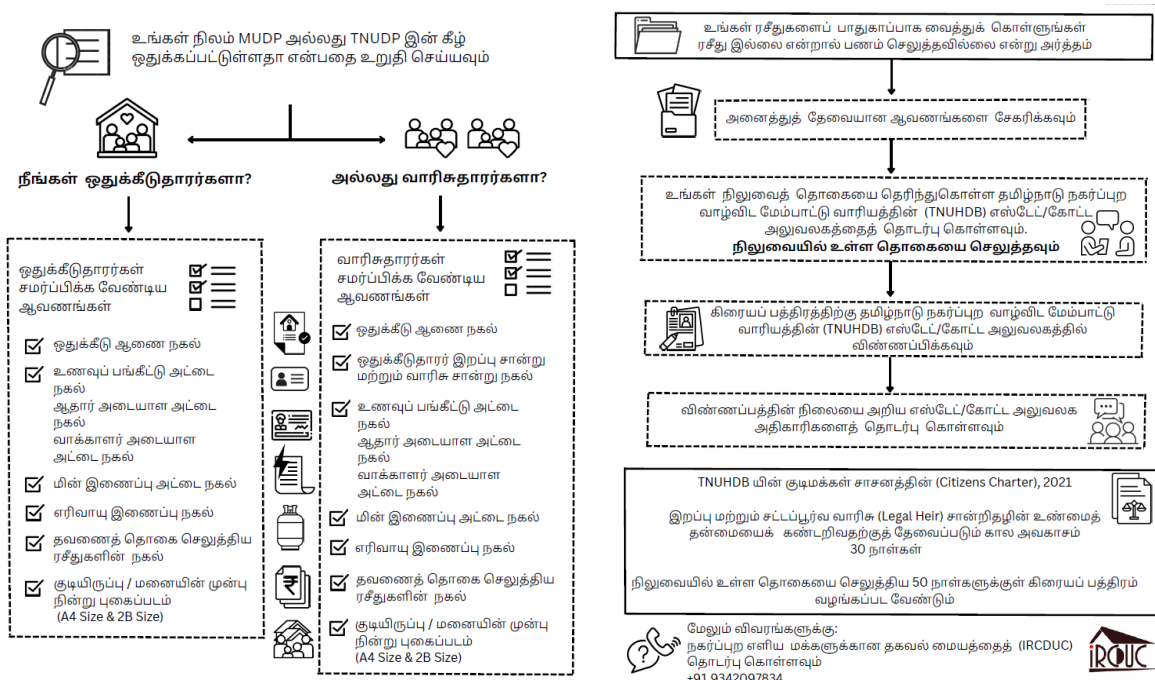 உங்கள் நிலம் MUDP அல்லது TNUDP இன் கீழ்
ஒதுக்கப்பட்டுள்ளதா என்பதை உறுதி செய்யவும்
நீங்கள் ஒதுக்கீடுதாரர்களா?
அல்லது வாரிசுதாரர்களா?
ஒதுக்கீடுதாரர்கள்
சமர்ப்பிக்க வேண்டிய
ஆவணங்கள்
ஒதுக்கீடு ஆணை நகல்
உணவுப் பங்கீட்டு அட்டை
நகல்
ஆதார் அடையாள அட்டை
நகல்
வாக்காளர் அடையாள
அட்டை நகல்
மின் இணைப்பு அட்டை நகல்
எரிவாயு இணைப்பு நகல்
தவணைத் தொகை செலுத்திய
ரசீதுகளின் நகல்
குடியிருப்பு / மனையின் முன்பு
நின்று புகைப்படம்
(A4 Size & 2B Size)
வாரிசுதாரர்கள்
சமர்ப்பிக்க வேண்டிய
ஆவணங்கள்
ஒதுக்கீடு ஆணை நகல்
ஒதுக்கீடுதாரர் இறப்பு சான்று
மற்றும் வாரிசு சான்று நகல்
உணவுப் பங்கீட்டு அட்டை
நகல்
ஆதார் அடையாள அட்டை
நகல்
வாக்காளர் அடையாள
அட்டை நகல்
மின் இணைப்பு அட்டை நகல்
எரிவாயு இணைப்பு நகல்
தவணைத் தொகை செலுத்திய
ரசீதுகளின் நகல்
குடியிருப்பு / மனையின் முன்பு
நின்று புகைப்படம்
(A4 Size & 2B Size)
உங்கள் ரசீதுகளைப் பாதுகாப்பாக வைத்துக் கொள்ளுங்கள்
ரசீது இல்லை என்றால் பணம் செலுத்தவில்லை என்று அர்த்தம்
அனைத்துத் தேவையான ஆவணங்களை சேகரிக்கவும்
உங்கள் நிலுவைத் தொகையை தெரிந்துகொள்ள தமிழ்நாடு நகர்ப்புற
வாழ்விட மேம்பாட்டு வாரியத்தின் (TNUHDB) எஸ்டேட்/கோட்ட
அலுவலகத்தைத் தொடர்பு கொள்ளவும்.
நிலுவையில் உள்ள தொகையை செலுத்தவும்
கிரையப் பத்திரத்திற்கு தமிழ்நாடு நகர்ப்புற வாழ்விட மேம்பாட்டு
வாரியத்தின் (TNUHDB) எஸ்டேட்/கோட்ட அலுவலகத்தில்
விண்ணப்பிக்கவும்
விண்ணப்பத்தின் நிலையை அறிய எஸ்டேட்/கோட்ட அலுவலக
அதிகாரிகளைத் தொடர்பு கொள்ளவும்
TNUHDB யின் குடிமக்கள் சாசனத்தின் (Citizens Charter), 2021
இறப்பு மற்றும் சட்டப்பூர்வ வாரிசு (Legal Heir) சான்றிதழின் உண்மைத்
தன்மையைக் கண்டறிவதற்குத் தேவைப்படும் கால அவகாசம்
30 நாள்கள்
நிலுவையில் உள்ள தொகையை செலுத்திய 50 நாள்களுக்குள் கிரையப் பத்திரம்
வழங்கப்பட வேண்டும்
மேலும் விவரங்களுக்கு:
நகர்ப்புற எளிய மக்களுக்கான தகவல் மையத்தைத் (IRCDUC)
தொடர்பு கொள்ளவும்
+91 9342097834
IRCDUC